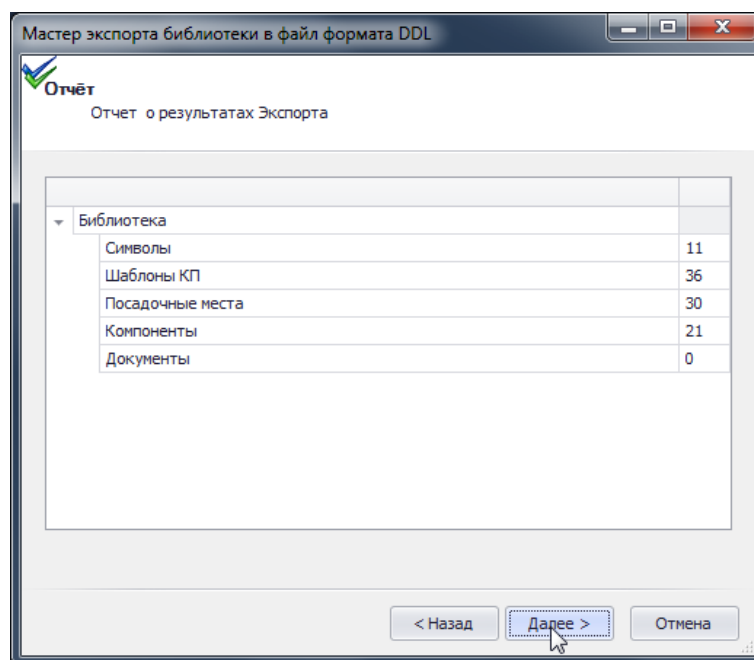 Мастер экспорта библиотеки в файл формата DDL
Отчёт
Отчет о результатах Экспорта
Библиотека
Символы 11
Шаблоны КП 36
Посадочные места 30
Компоненты 21
Документы 0
< Назад Далее > Отмена